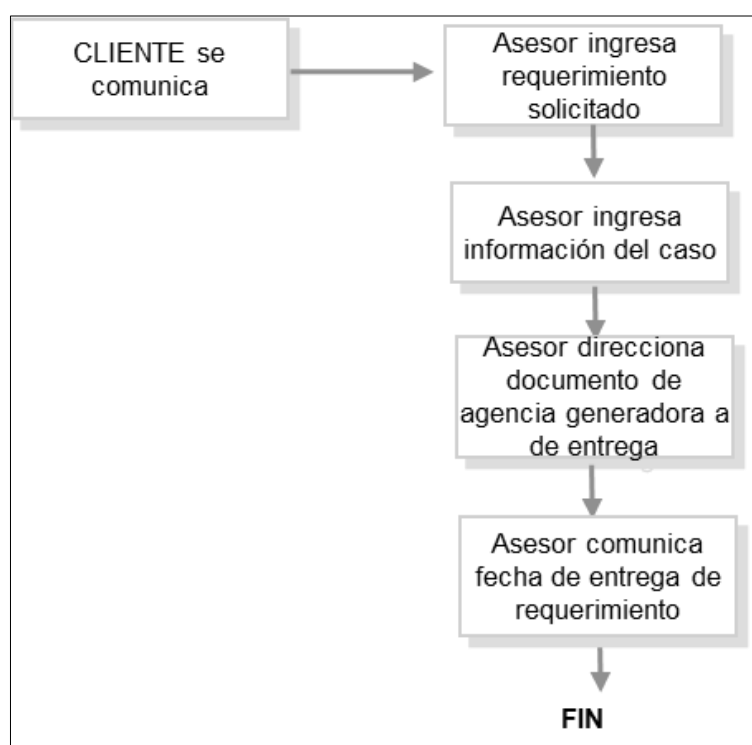 CLIENTE se
comunica
Asesor ingresa
requerimiento
solicitado
Asesor ingresa
información del caso
Asesor direcciona
documento de
agencia generadora a
de entrega
Asesor comunica
fecha de entrega de
requerimiento
FIN